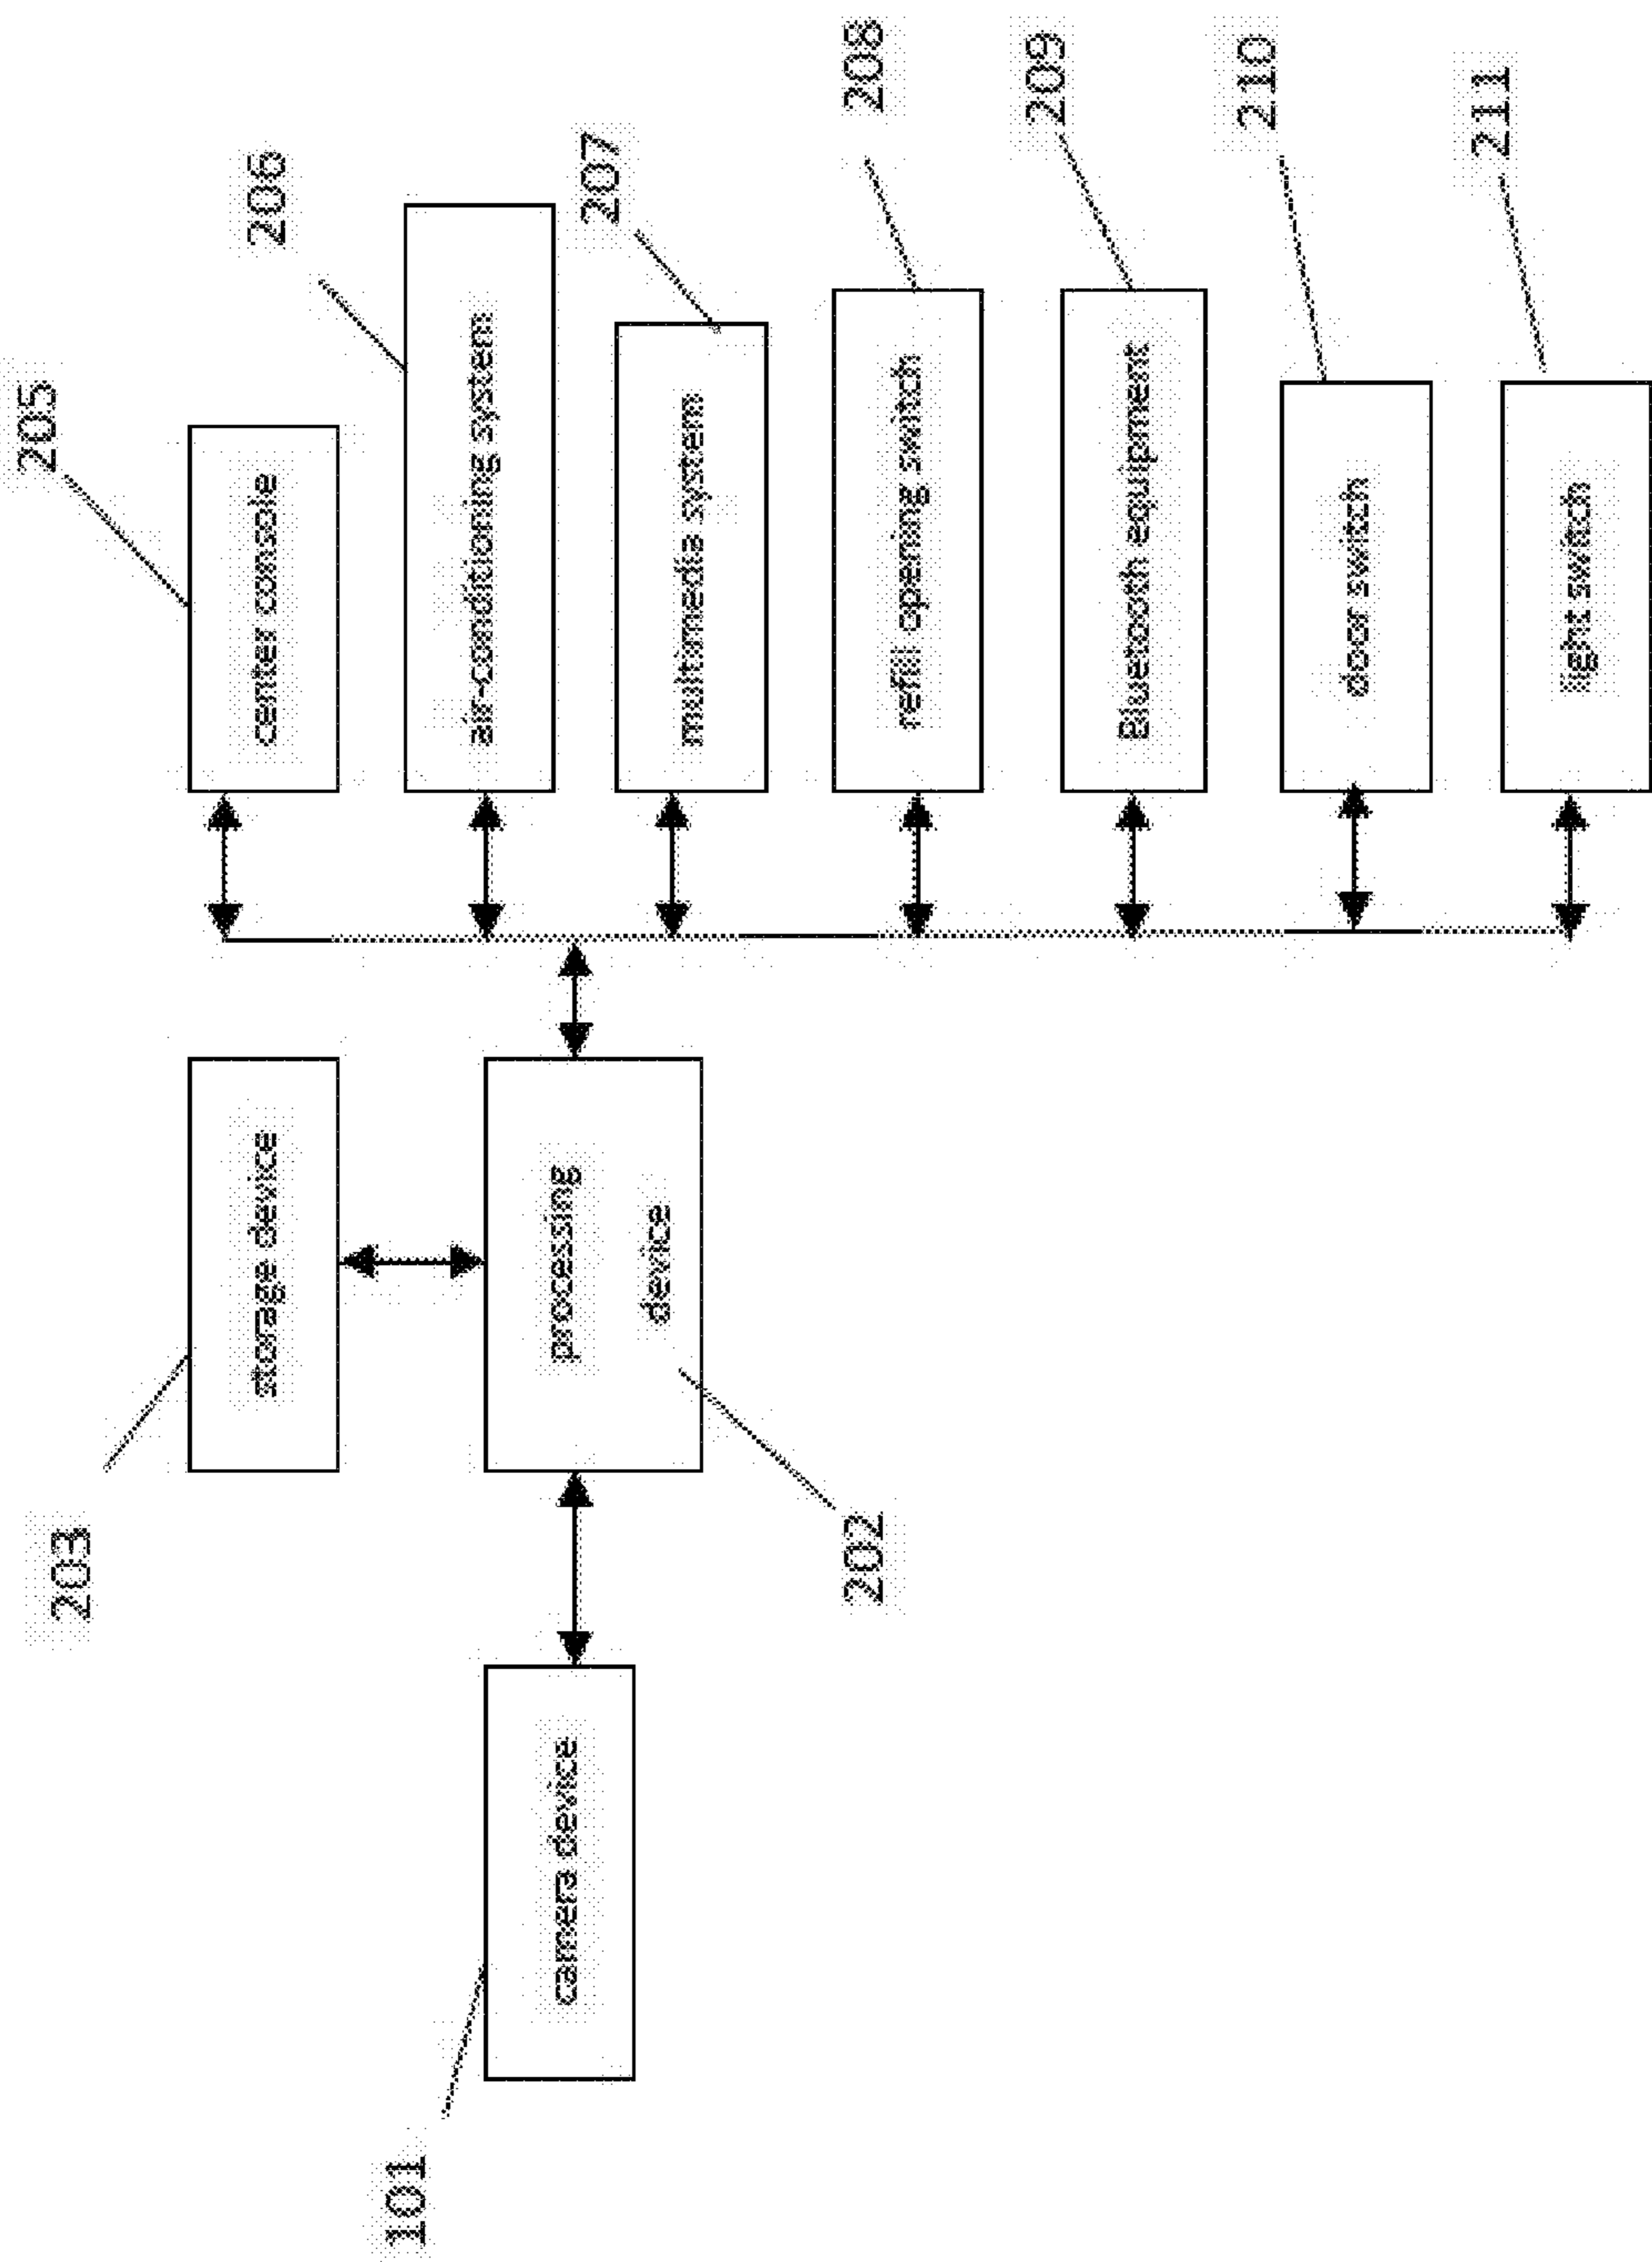 101
camera device
203
storage device
processing
device
202
205
center console
206
air-conditioning system
207
multimedia system
208
refill opening switch
209
Bluetooth equipment
210
door switch
211
light switch